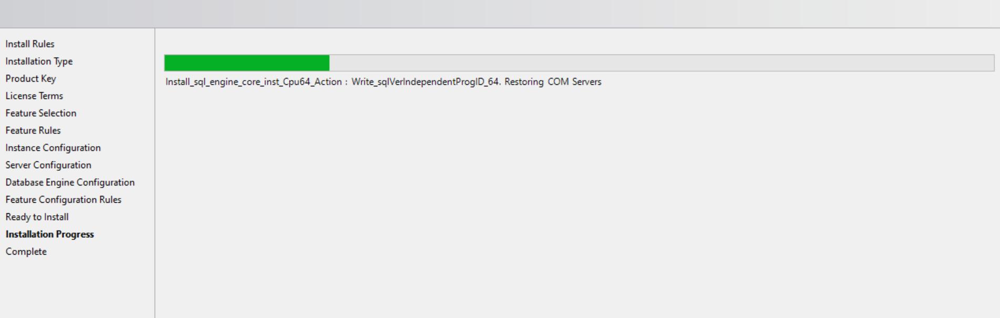 Install Rules
Installation Type
Product Key
License Terms
Feature Selection
Feature Rules
Instance Configuration
Server Configuration
Database Engine Configuration
Feature Configuration Rules
Ready to Install
Installation Progress
Complete
Install_sql_engine_core_inst_Cpu64_Action : Write_sqlVerIndependentProgID_64. Restoring COM Servers